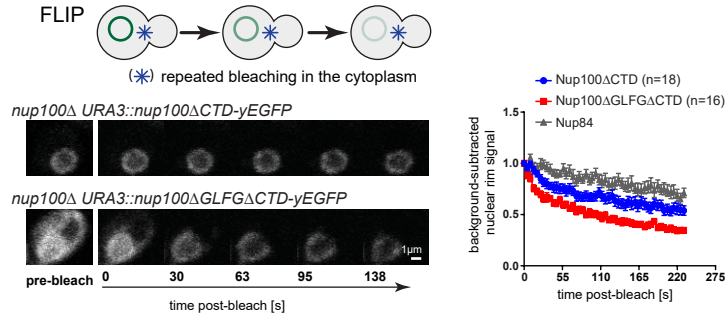 FLIP
(✳) repeated bleaching in the cytoplasm
nup100Δ URA3::nup100ΔCTD-yEGFP
nup100Δ URA3::nup100ΔGLFGΔCTD-yEGFP
1µm
pre-bleach 0 30 63 95 138
time post-bleach [s]
Nup100ΔCTD (n=18)
Nup100ΔGLFGΔCTD (n=16)
Nup84
background-subtracted
nuclear rim signal
1.5
1.0
0.5
0.0
0 55 110 165 220 275
time post-bleach [s]